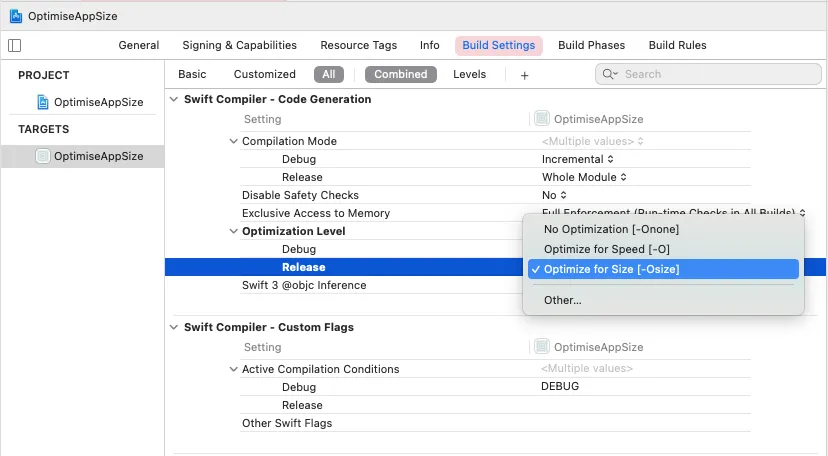 OptimiseAppSize
General Signing & Capabilities Resource Tags Info Build Settings Build Phases Build Rules
PROJECT
OptimiseAppSize
TARGETS
OptimiseAppSize
Basic Customized All Combined Levels + Search
Swift Compiler - Code Generation
Setting OptimiseAppSize
Compilation Mode <Multiple values>
Debug Incremental
Release Whole Module
Disable Safety Checks No
Exclusive Access to Memory Full Enforcement (Run-time Checks in All Builds)
Optimization Level
Debug
Release
Swift 3 @objc Inference
No Optimization [-Onone]
Optimize for Speed [-O]
✓ Optimize for Size [-Osize]
Other...
Swift Compiler - Custom Flags
Setting OptimiseAppSize
Active Compilation Conditions <Multiple values>
Debug DEBUG
Release
Other Swift Flags